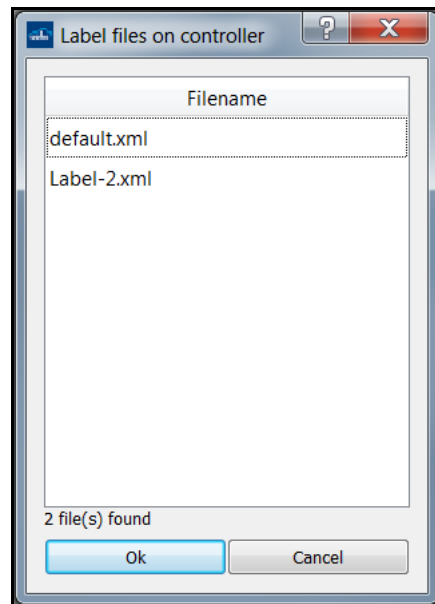 Label files on controller
?
X
Filename
default.xml
Label-2.xml
2 file(s) found
Ok
Cancel